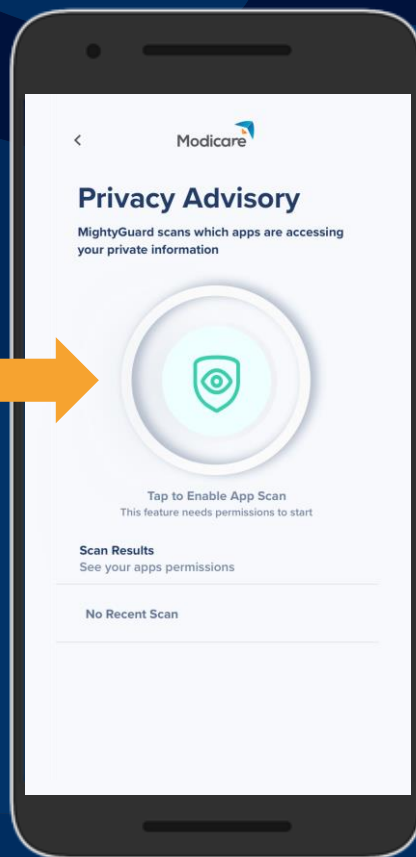 Modicare
Privacy Advisory
MightyGuard scans which apps are accessing
your private information
Tap to Enable App Scan
This feature needs permissions to start
Scan Results
See your apps permissions
No Recent Scan